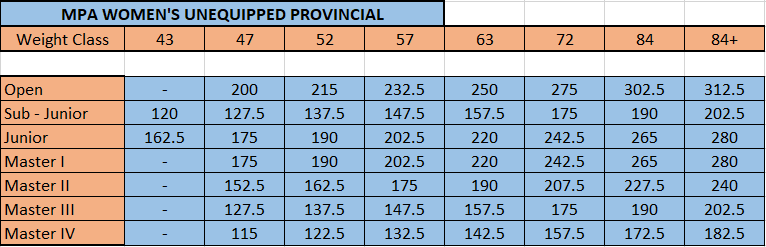 MPA WOMEN'S UNEQUIPPED PROVINCIAL
Weight Class 43 47 52 57 63 72 84 84+
Open - 200 215 232.5 250 275 302.5 312.5
Sub - Junior 120 127.5 137.5 147.5 157.5 175 190 202.5
Junior 162.5 175 190 202.5 220 242.5 265 280
Master I - 175 190 202.5 220 242.5 265 280
Master II - 152.5 162.5 175 190 207.5 227.5 240
Master III - 127.5 137.5 147.5 157.5 175 190 202.5
Master IV - 115 122.5 132.5 142.5 157.5 172.5 182.5